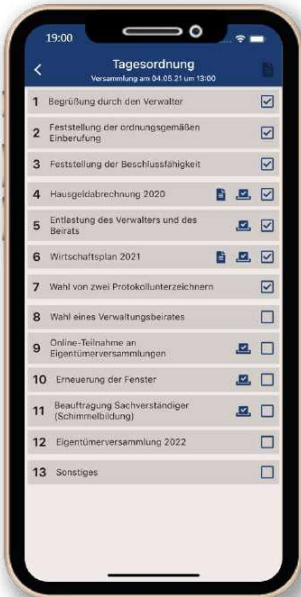 19:00
Tagesordnung
Versammlung am 04.05.21 um 13:00
1 Begrüßung durch den Verwalter
2 Feststellung der ordnungsgemäßen
Einberufung
3 Feststellung der Beschlussfähigkeit
4 Hausgeldabrechnung 2020
5 Entlastung des Verwalters und des
Beirats
6 Wirtschaftsplan 2021
7 Wahl von zwei Protokollunterzeichnern
8 Wahl eines Verwaltungsbeirates
9 Online-Teilnahme an
Eigentümerversammlungen
10 Erneuerung der Fenster
11 Beauftragung Sachverständiger
(Schimmelbildung)
12 Eigentümerversammlung 2022
13 Sonstiges